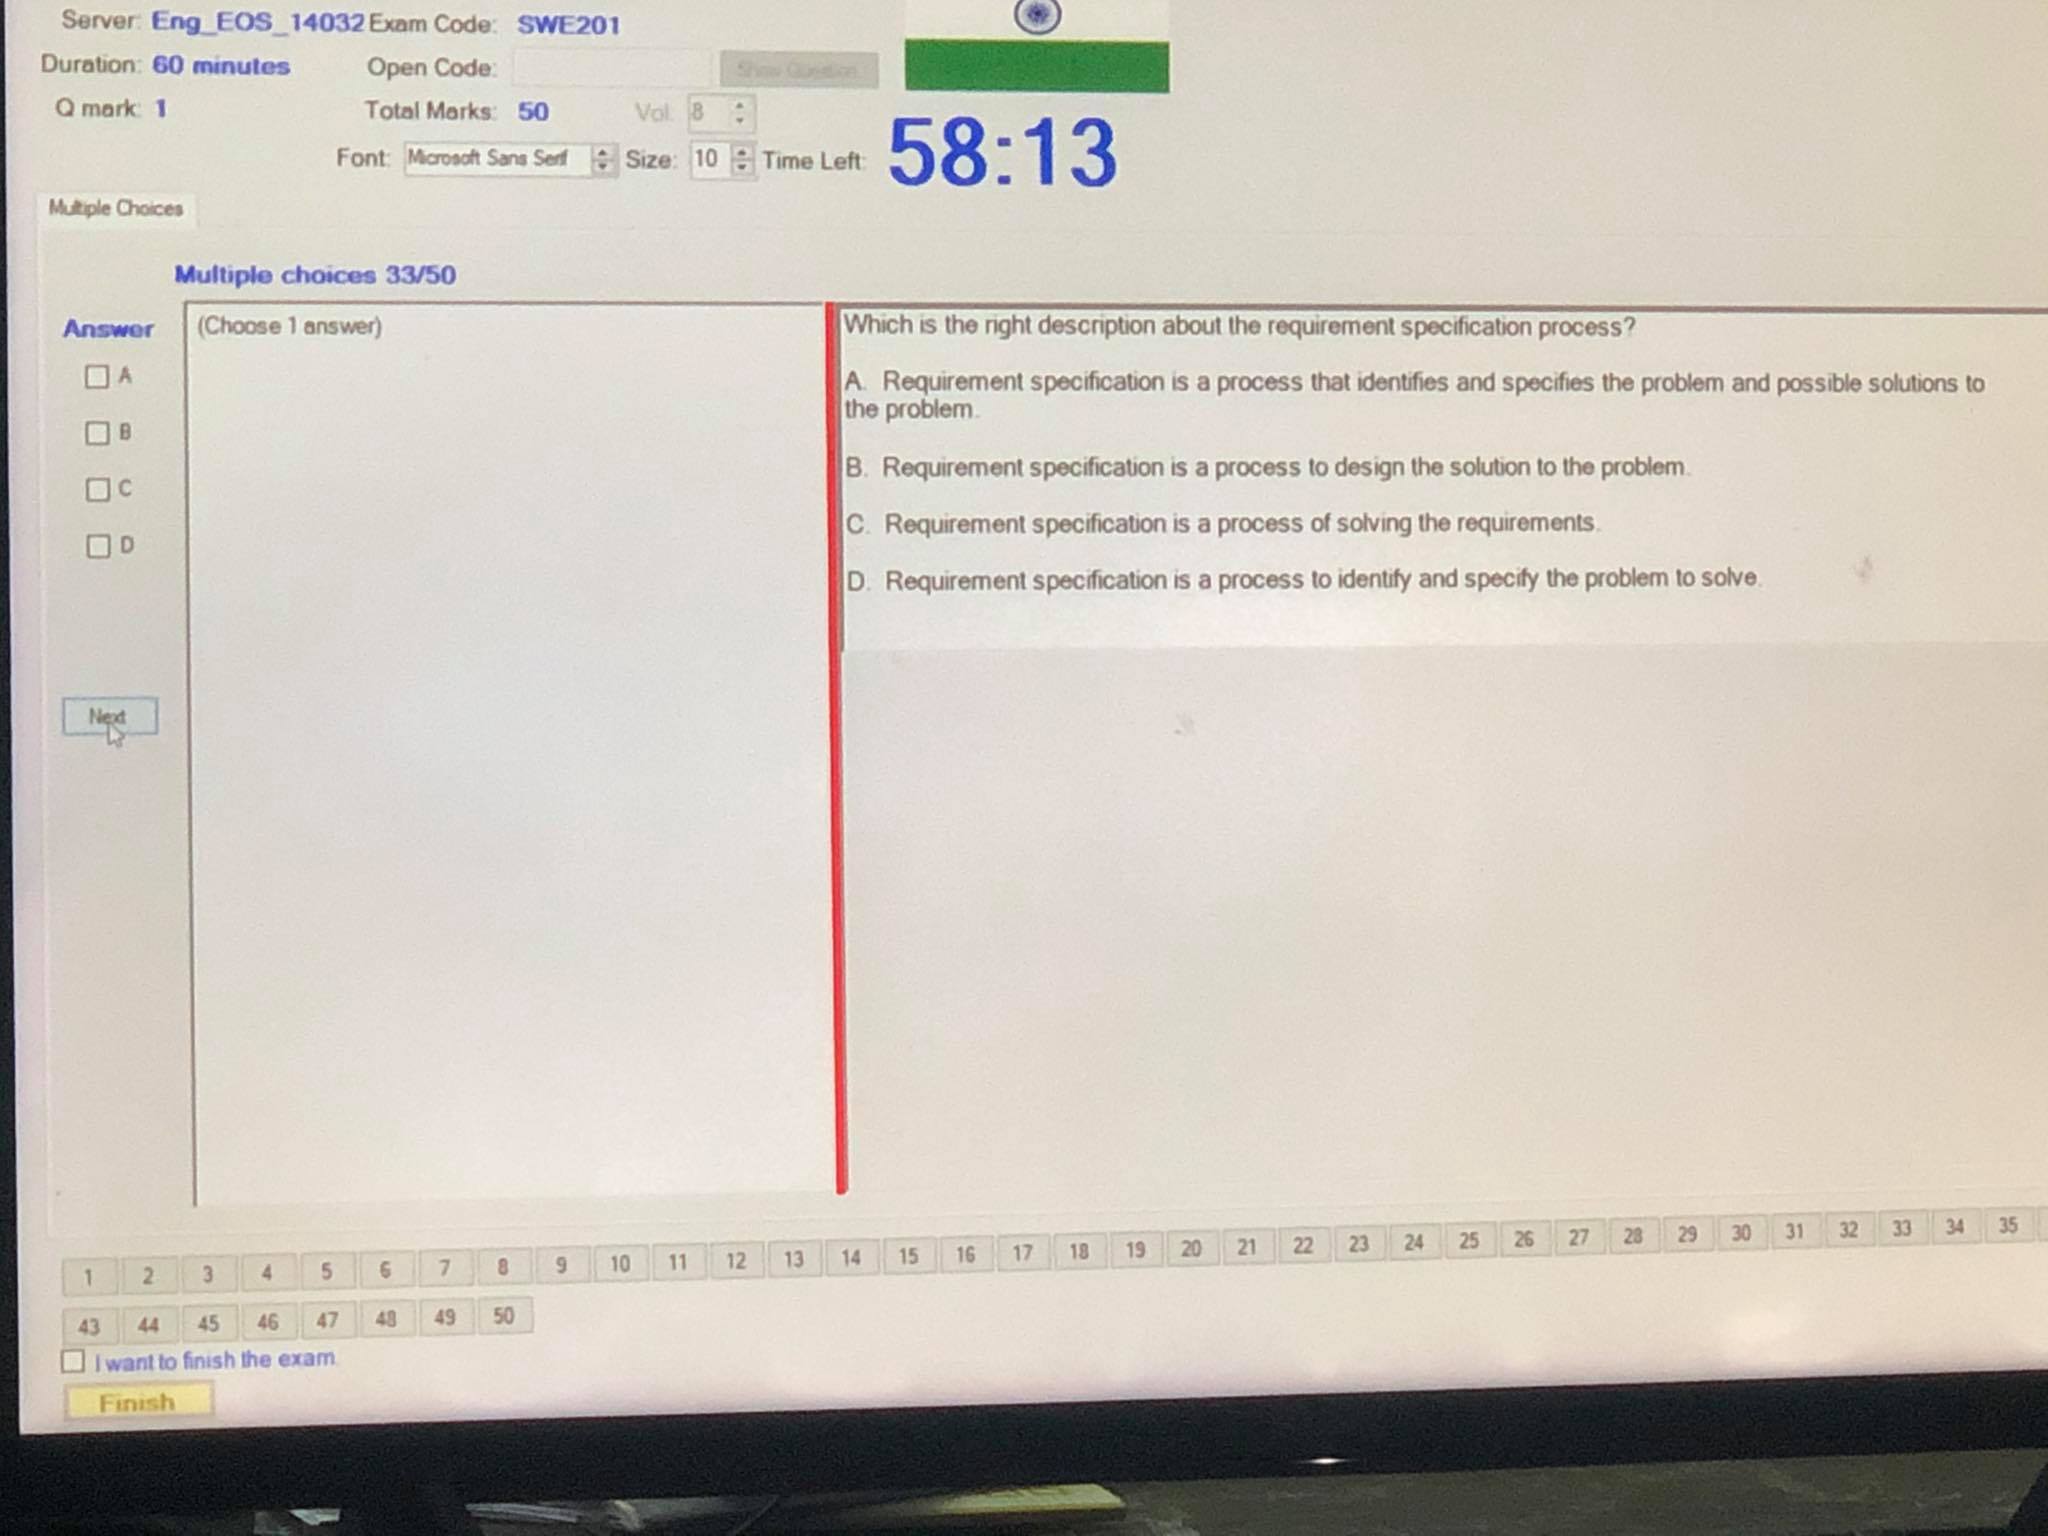 Server: Eng_EOS_14032 Exam Code: SWE201
Duration: 60 minutes Open Code: Show Question
Q mark: 1 Total Marks: 50 Vol: 8
Font: Microsoft Sans Serif Size: 10 Time Left: 58:13
Multiple Choices
Multiple choices 33/50
Answer
A
B
C
D
Next
(Choose 1 answer)
Which is the right description about the requirement specification process?
A. Requirement specification is a process that identifies and specifies the problem and possible solutions to
the problem.
B. Requirement specification is a process to design the solution to the problem.
C. Requirement specification is a process of solving the requirements.
D. Requirement specification is a process to identify and specify the problem to solve.
1 2 3 4 5 6 7 8 9 10 11 12 13 14 15 16 17 18 19 20 21 22 23 24 25 26 27 28 29 30 31 32 33 34 35
43 44 45 46 47 48 49 50
I want to finish the exam.
Finish